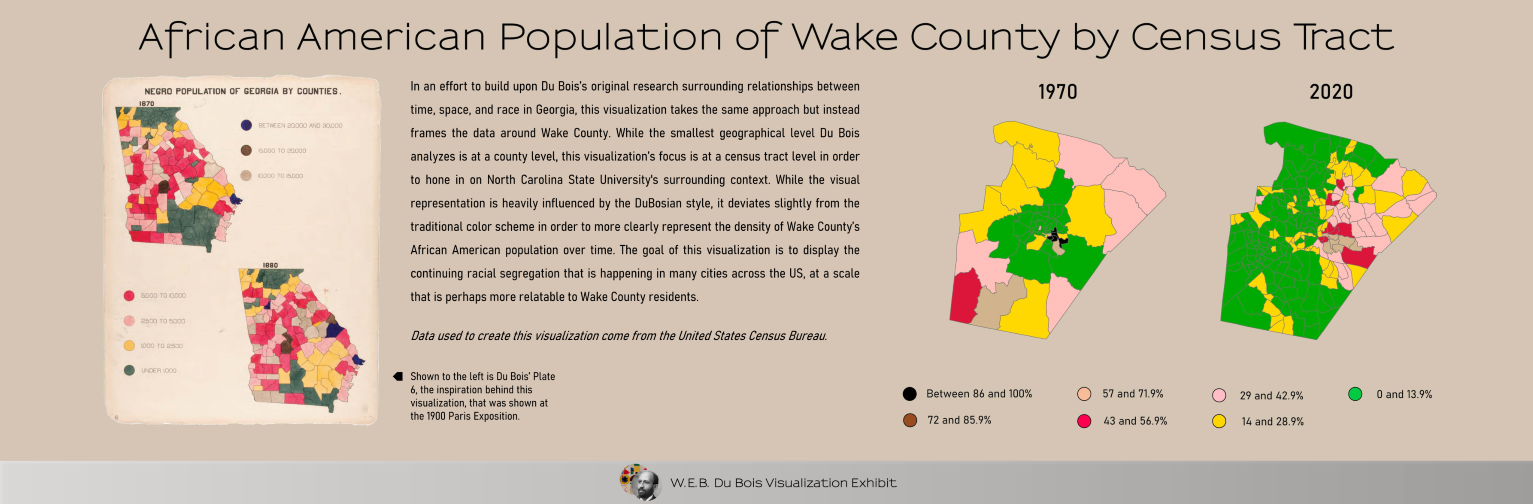 African American Population of Wake County by Census Tract
NEGRO POPULATION OF GEORGIA BY COUNTIES.
1870
BETWEEN 20,000 AND 30,000
15,000 TO 20,000
10,000 TO 15,000
1880
5,000 TO 10,000
2,500 TO 5,000
1,000 TO 2,500
UNDER 1,000
In an effort to build upon Du Bois's original research surrounding relationships between
time, space, and race in Georgia, this visualization takes the same approach but instead
frames the data around Wake County. While the smallest geographical level Du Bois
analyzes is at a county level, this visualization's focus is at a census tract level in order
to hone in on North Carolina State University's surrounding context. While the visual
representation is heavily influenced by the DuBosian style, it deviates slightly from the
traditional color scheme in order to more clearly represent the density of Wake County's
African American population over time. The goal of this visualization is to display the
continuing racial segregation that is happening in many cities across the US, at a scale
that is perhaps more relatable to Wake County residents.
Data used to create this visualization come from the United States Census Bureau.
Shown to the left is Du Bois' Plate
6, the inspiration behind this
visualization, that was shown at
the 1900 Paris Exposition.
1970
2020
Between 86 and 100%
57 and 71.9%
29 and 42.9%
0 and 13.9%
72 and 85.9%
43 and 56.9%
14 and 28.9%
W.E.B. Du Bois Visualization Exhibit